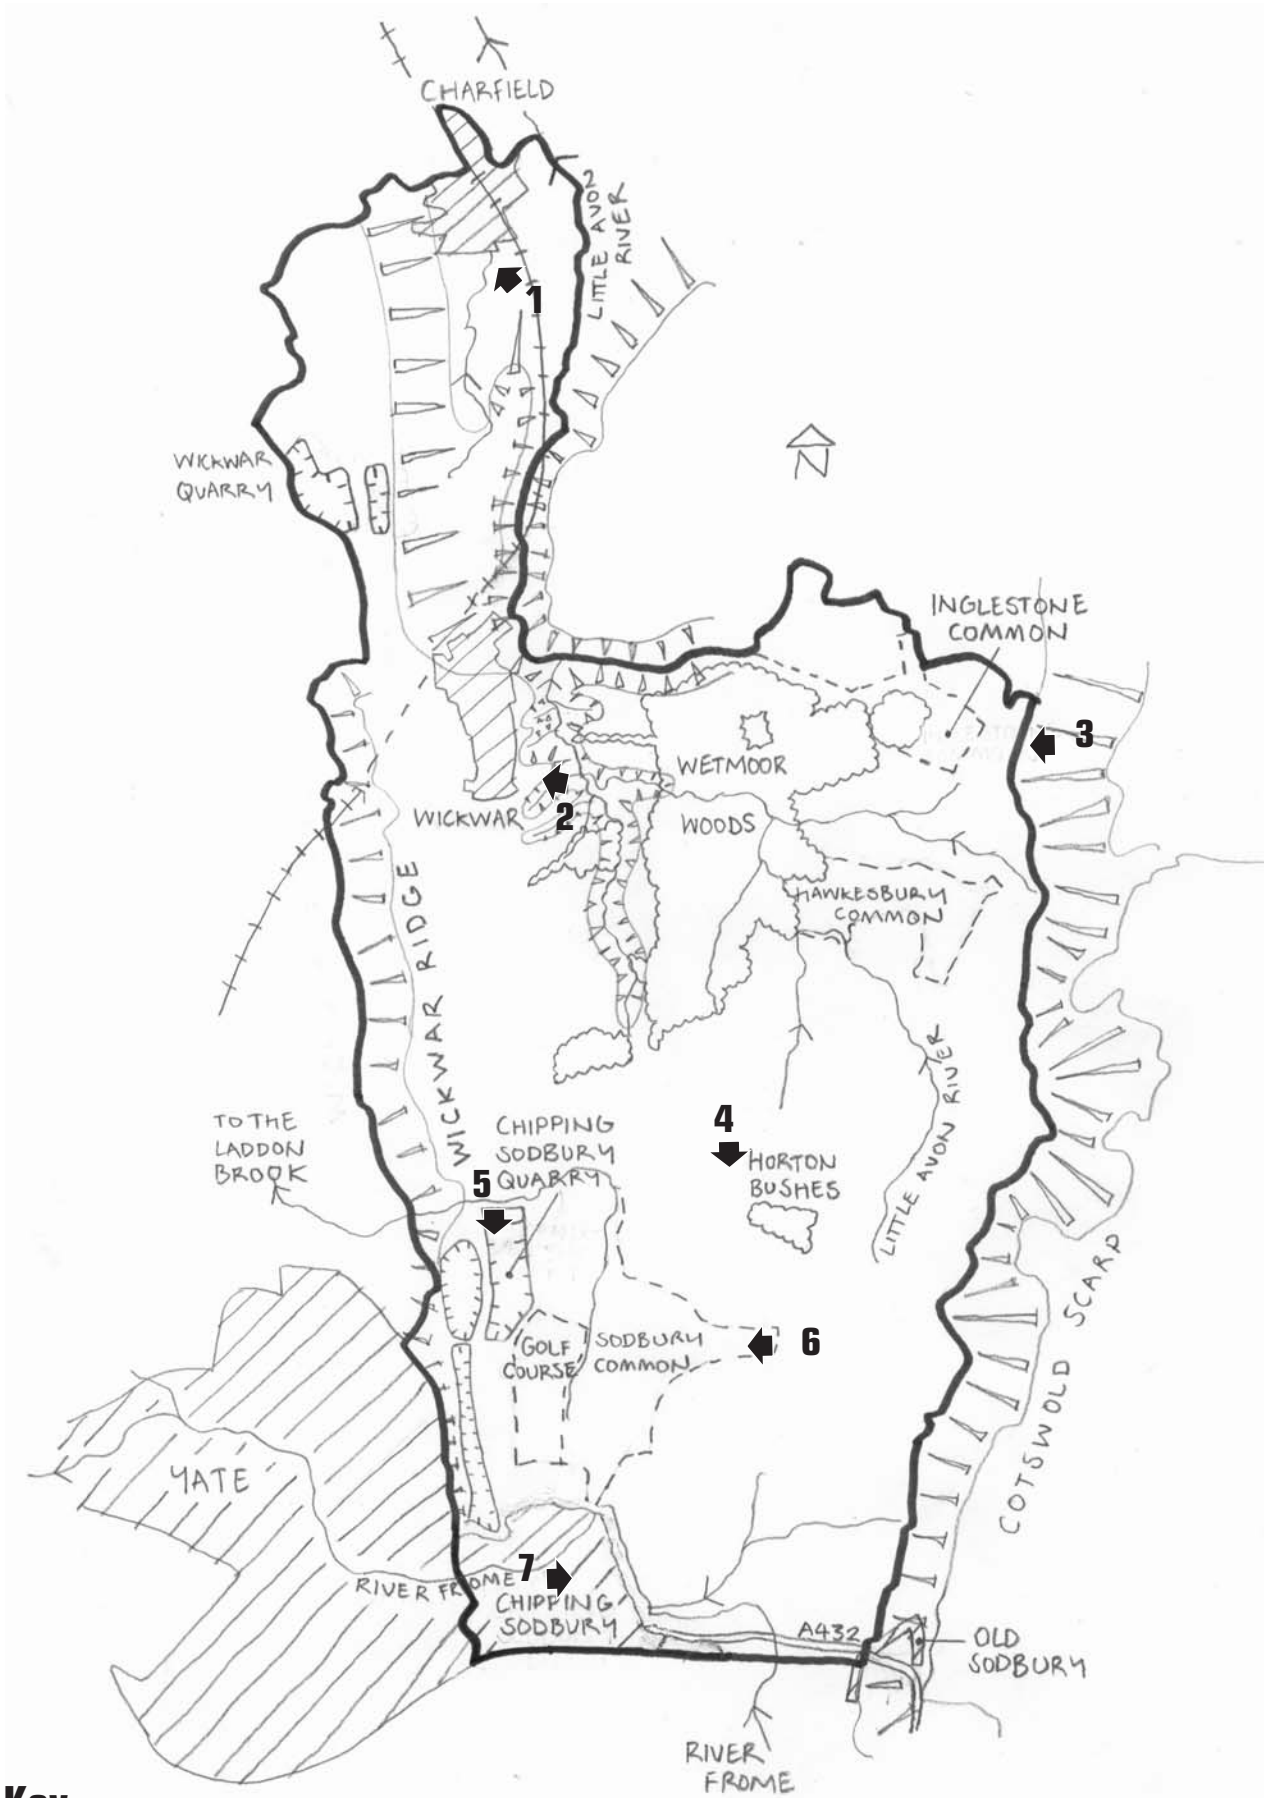 CHARFIELD
LITTLE AVON
RIVER
1
WICKWAR
QUARRY
N
INGLESTONE
COMMON
3
WETMOOR
WICKWAR
2
WOODS
HAWKESBURY
COMMON
WICKWAR RIDGE
LITTLE AVON RIVER
TO THE
LADDON
BROOK
CHIPPING
SODBURY
QUARRY
4
5
HORTON
BUSHES
COTSWOLD SCARP
GOLF
COURSE
SODBURY
COMMON
6
YATE
RIVER FROME
7
CHIPPING
SODBURY
A432
OLD
SODBURY
RIVER
FROME
Key